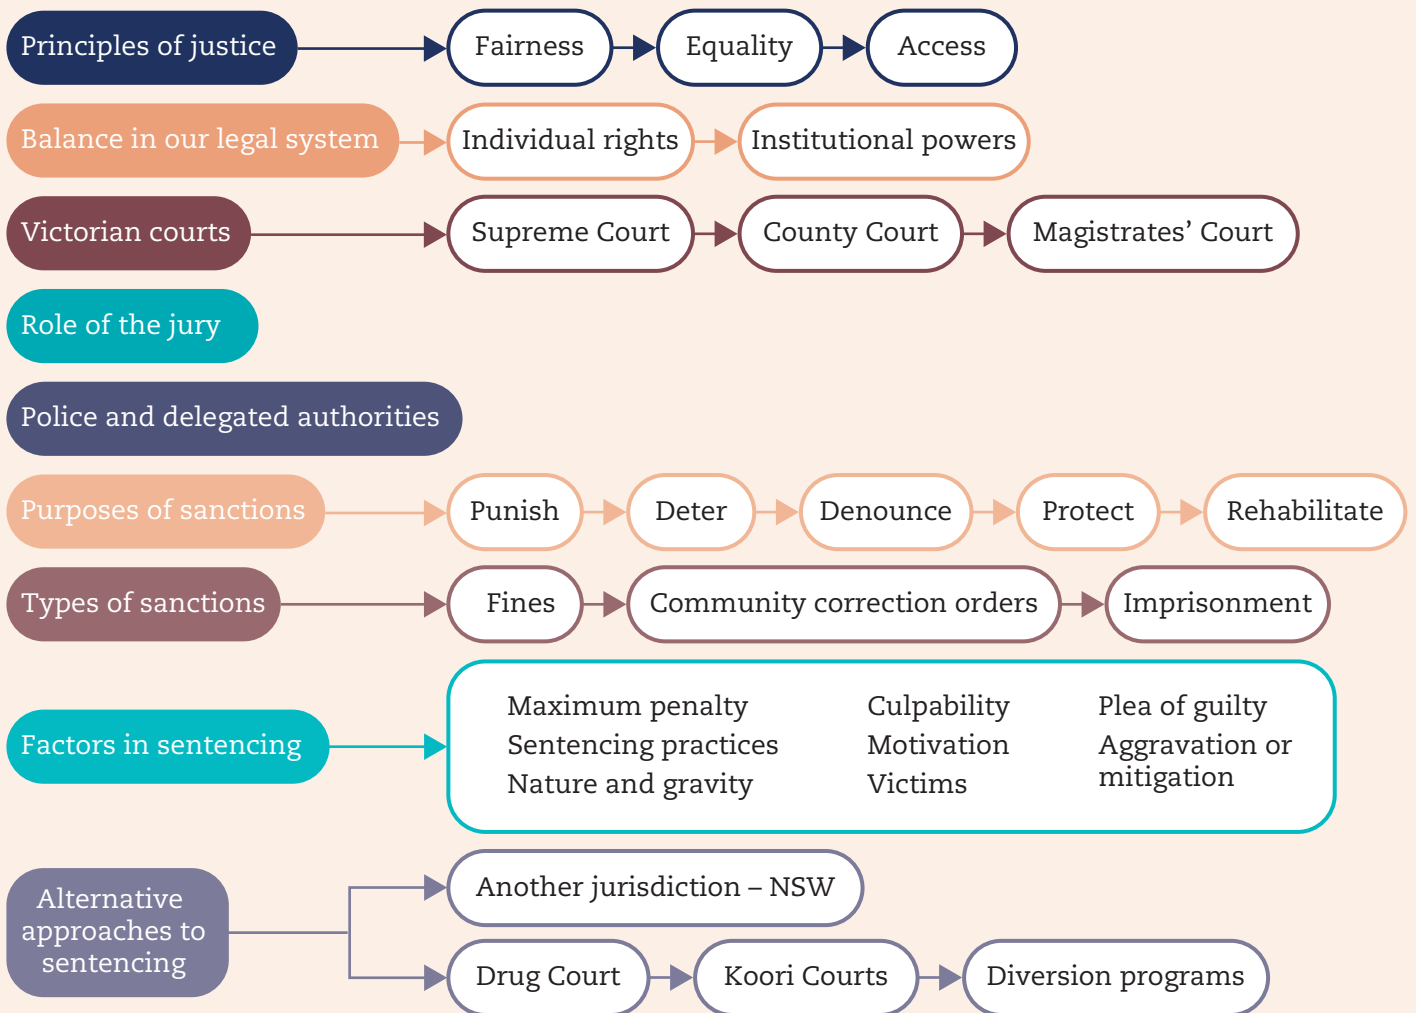 Principles of justice
Fairness
Equality
Access
Balance in our legal system
Individual rights
Institutional powers
Victorian courts
Supreme Court
County Court
Magistrates’ Court
Role of the jury
Police and delegated authorities
Purposes of sanctions
Punish
Deter
Denounce
Protect
Rehabilitate
Types of sanctions
Fines
Community correction orders
Imprisonment
Factors in sentencing
Maximum penalty
Sentencing practices
Nature and gravity
Culpability
Motivation
Victims
Plea of guilty
Aggravation or
mitigation
Alternative
approaches to
sentencing
Another jurisdiction – NSW
Drug Court
Koori Courts
Diversion programs